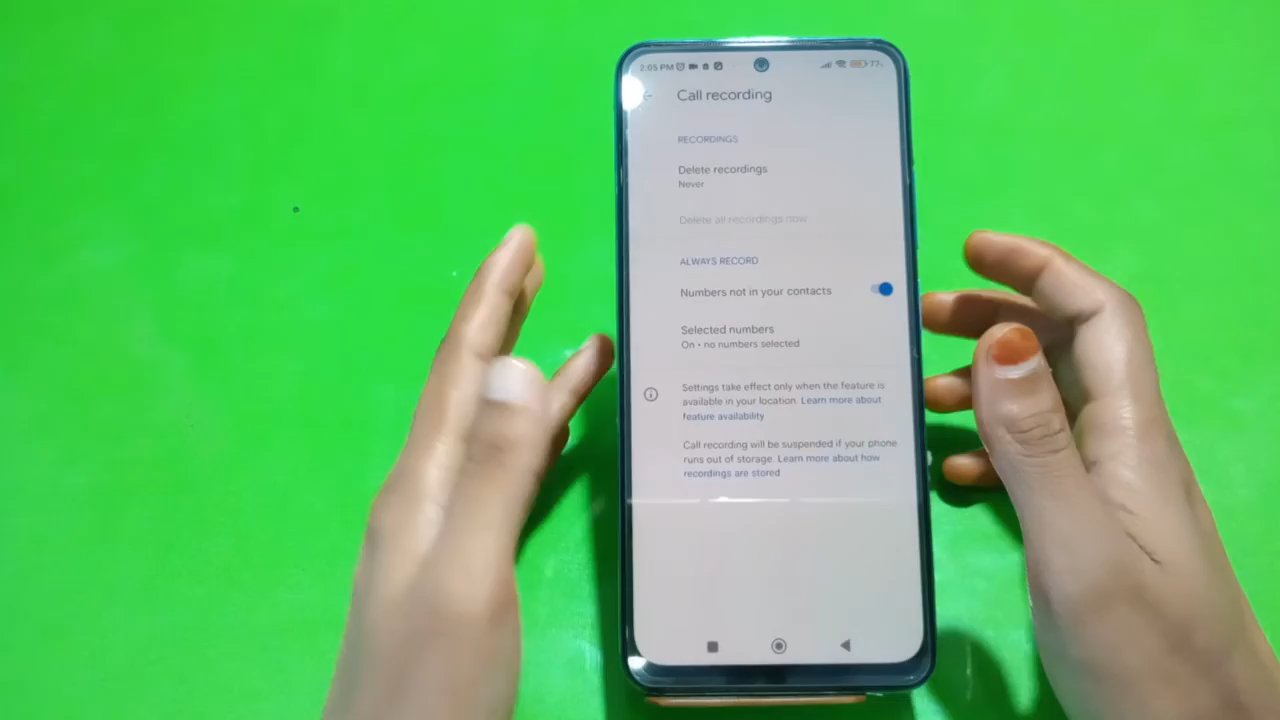 2:05 PM
77
Call recording
RECORDINGS
Delete recordings
Never
Delete all recordings now
ALWAYS RECORD
Numbers not in your contacts
Selected numbers
On • no numbers selected
Settings take effect only when the feature is
available in your location. Learn more about
feature availability
Call recording will be suspended if your phone
runs out of storage. Learn more about how
recordings are stored